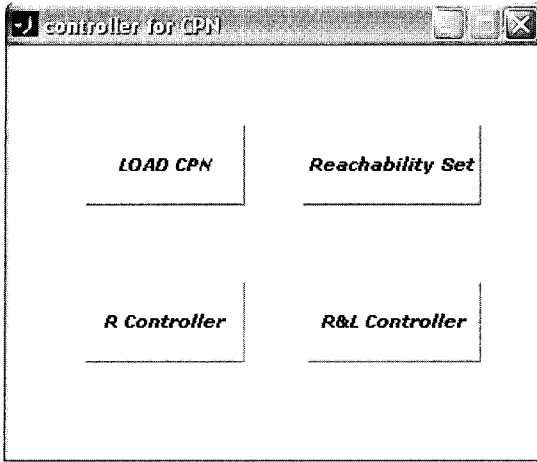 controller for CPN
LOAD CPN
Reachability Set
R Controller
R&L Controller